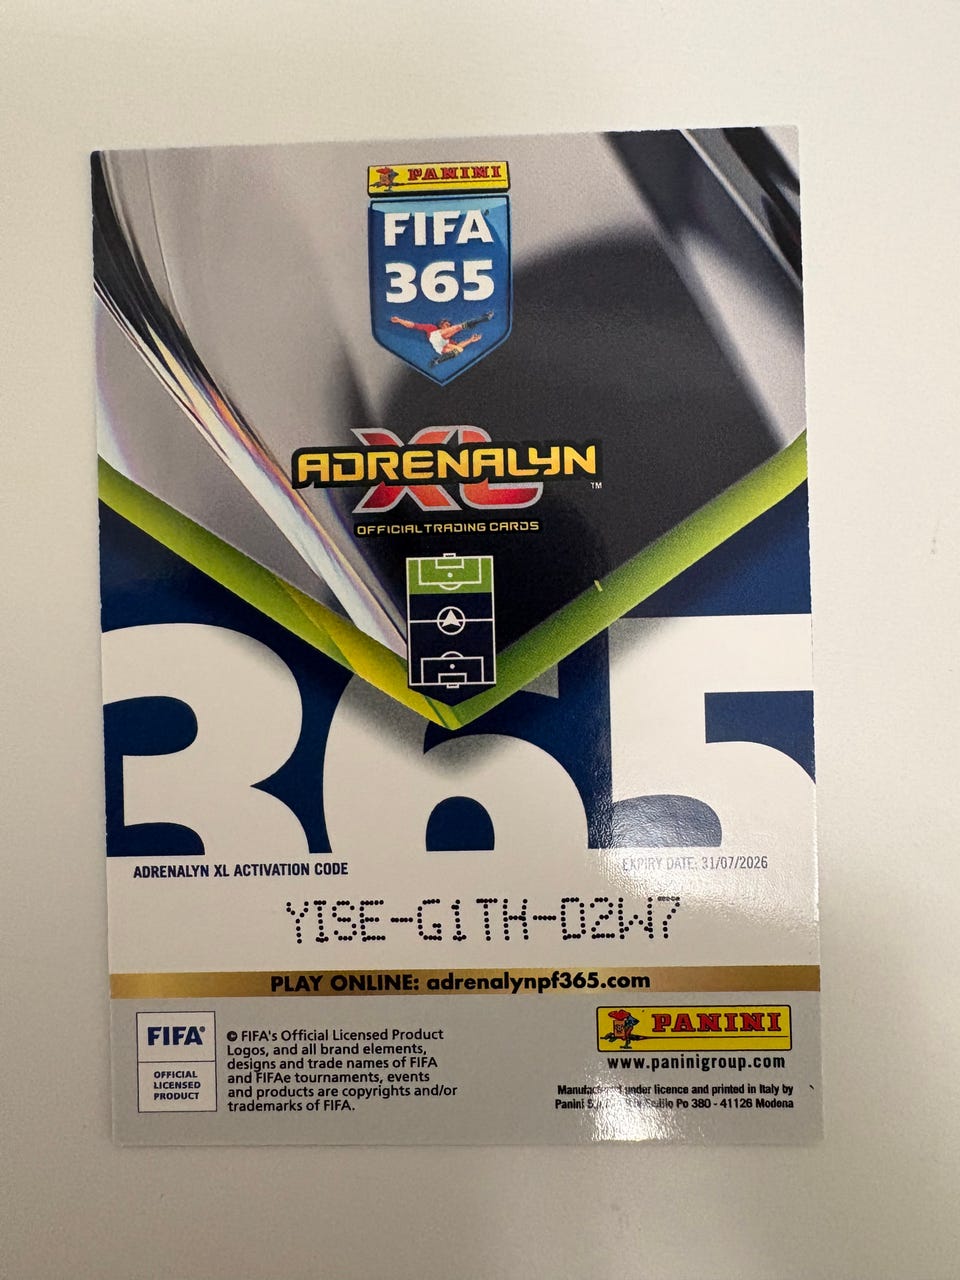 PANINI
FIFA
365
ADRENALYN
XL
™
OFFICIAL TRADING CARDS
365
ADRENALYN XL ACTIVATION CODE
EXPIRY DATE: 31/07/2026
YISE-G1TH-D2W7
PLAY ONLINE: adrenalynpf365.com
FIFA®
OFFICIAL
LICENSED
PRODUCT
© FIFA's Official Licensed Product
Logos, and all brand elements,
designs and trade names of FIFA
and FIFAe tournaments, events
and products are copyrights and/or
trademarks of FIFA.
PANINI
www.paninigroup.com
under licence and printed in Italy by
Panini Po 380 - 41126 Modena